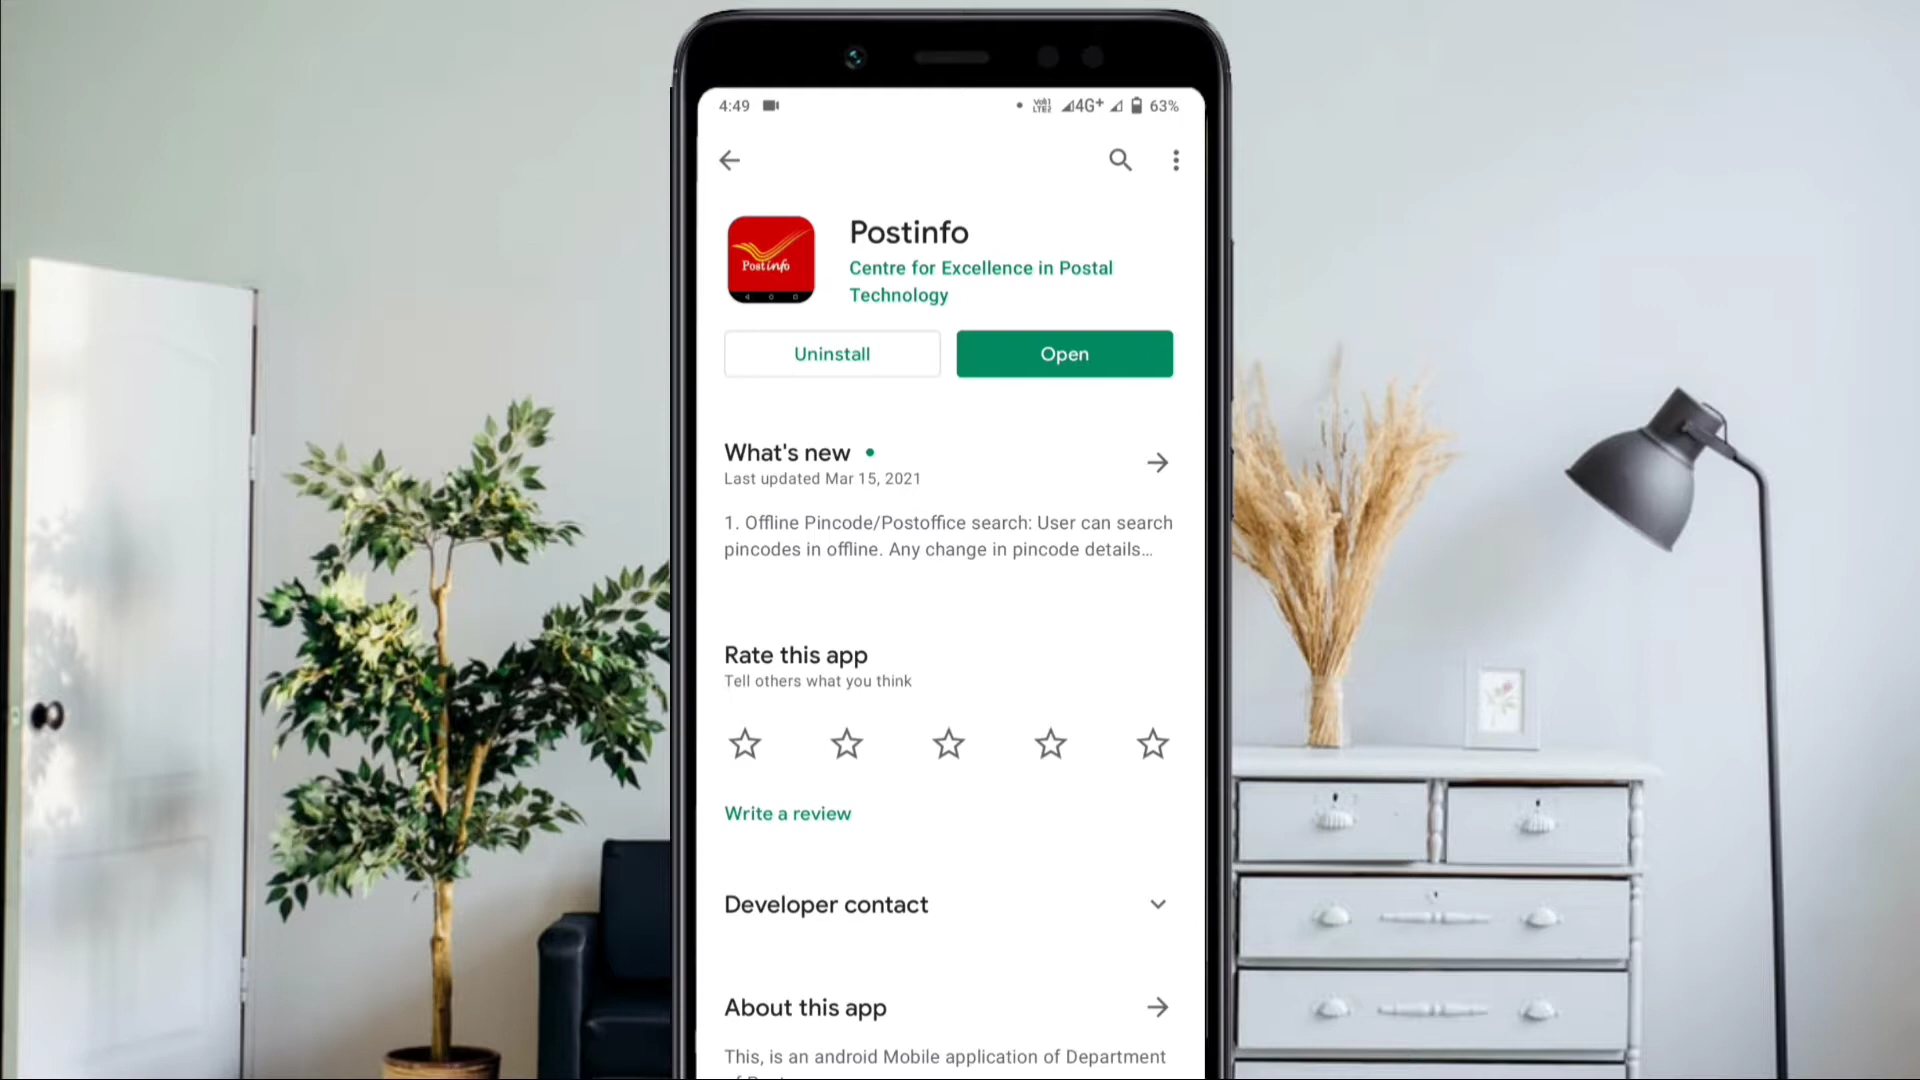 4:49
VoD1 LTE2 4G+ 63%
Postinfo
Centre for Excellence in Postal
Technology
Post info
Uninstall
Open
What's new
Last updated Mar 15, 2021
1. Offline Pincode/Postoffice search: User can search
pincodes in offline. Any change in pincode details...
Rate this app
Tell others what you think
Write a review
Developer contact
About this app
This, is an android Mobile application of Department